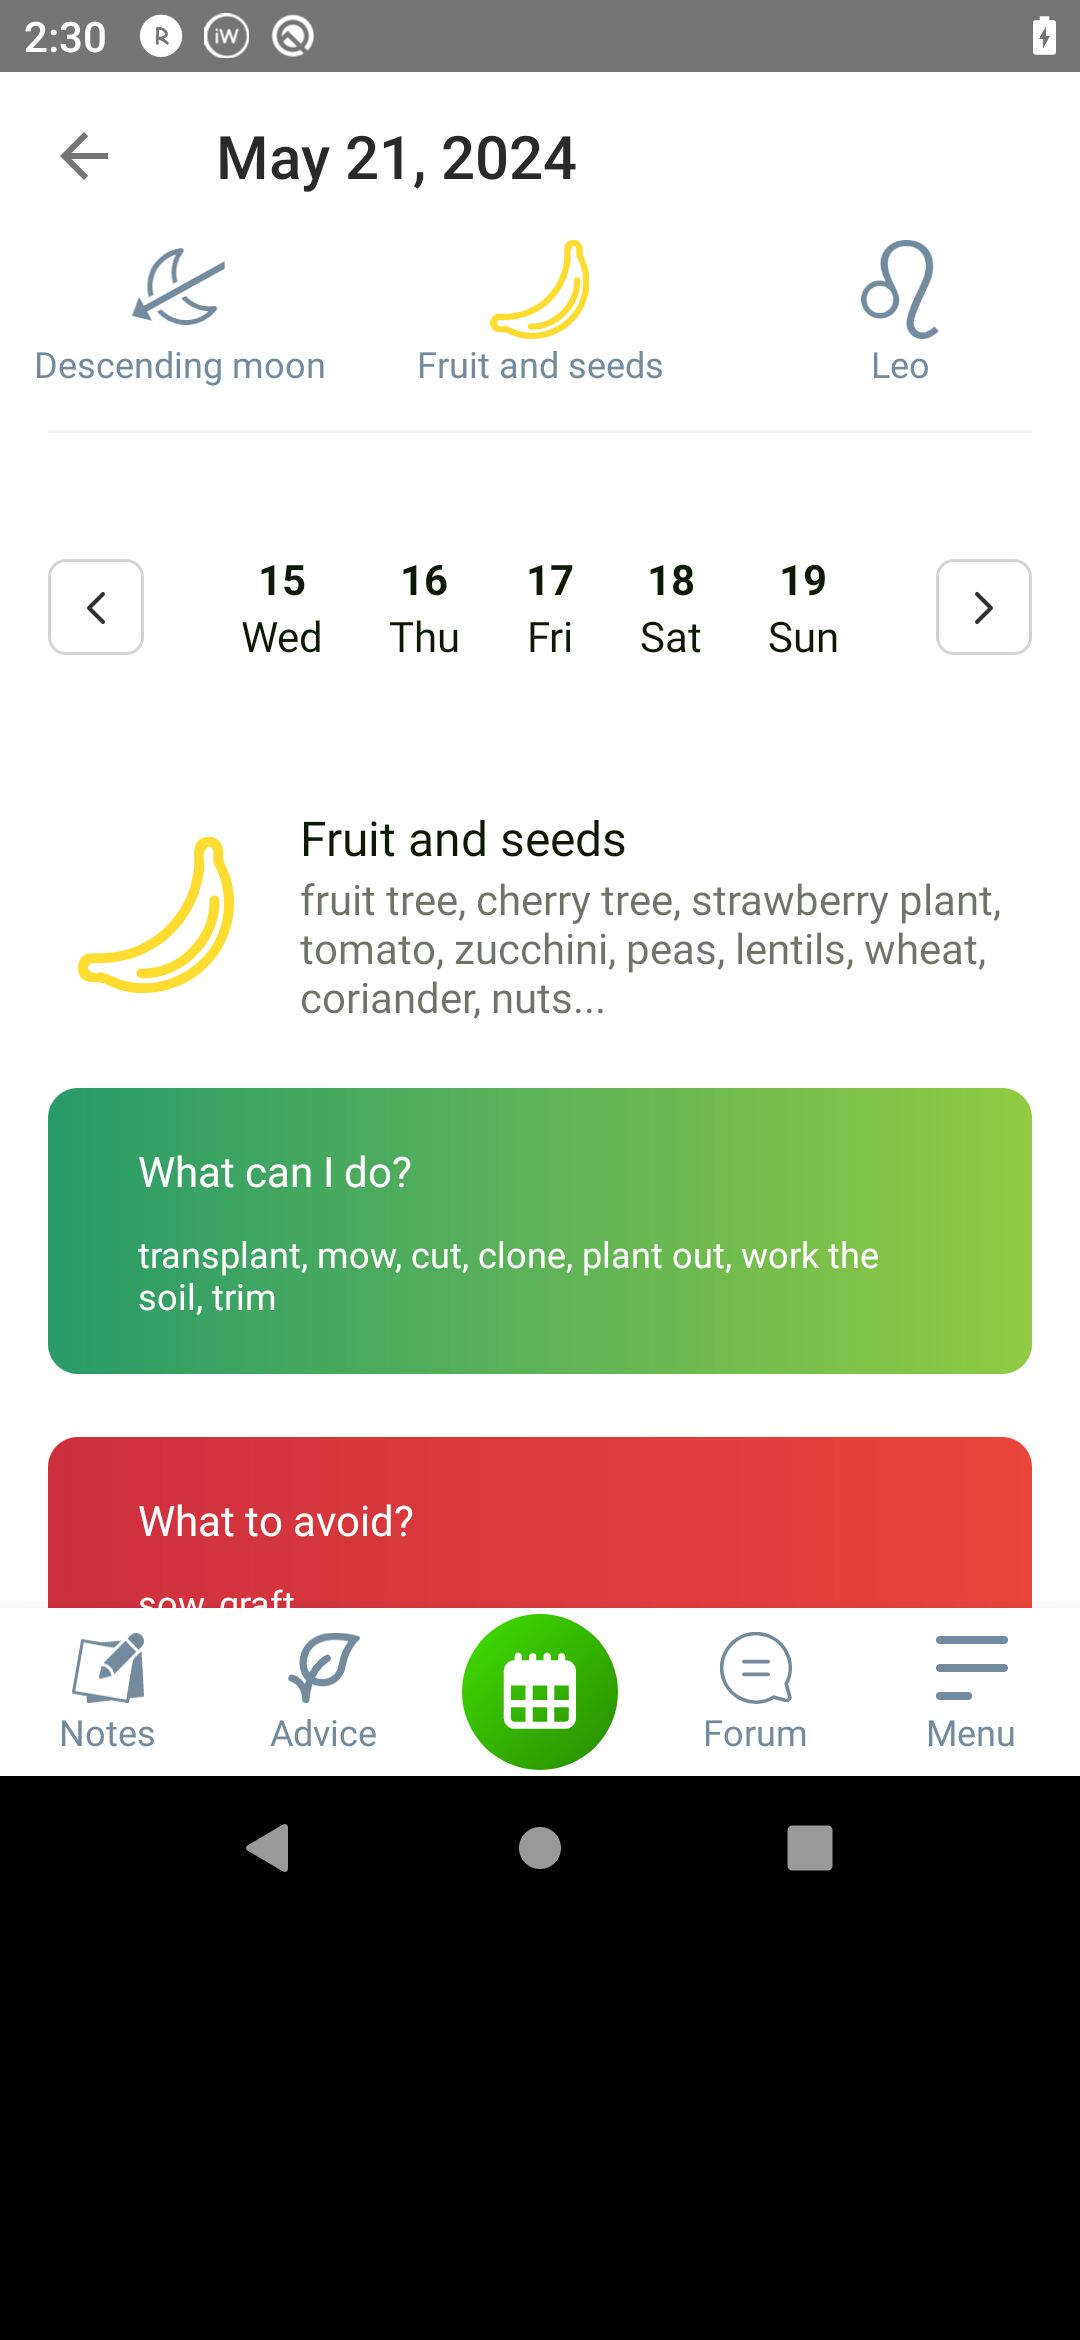 2:30
May 21, 2024
Descending moon
Fruit and seeds
Leo
15 16 17 18 19
Wed Thu Fri Sat Sun
Fruit and seeds
fruit tree, cherry tree, strawberry plant,
tomato, zucchini, peas, lentils, wheat,
coriander, nuts...
What can I do?
transplant, mow, cut, clone, plant out, work the
soil, trim
What to avoid?
sow, graft
Notes
Advice
Forum
Menu